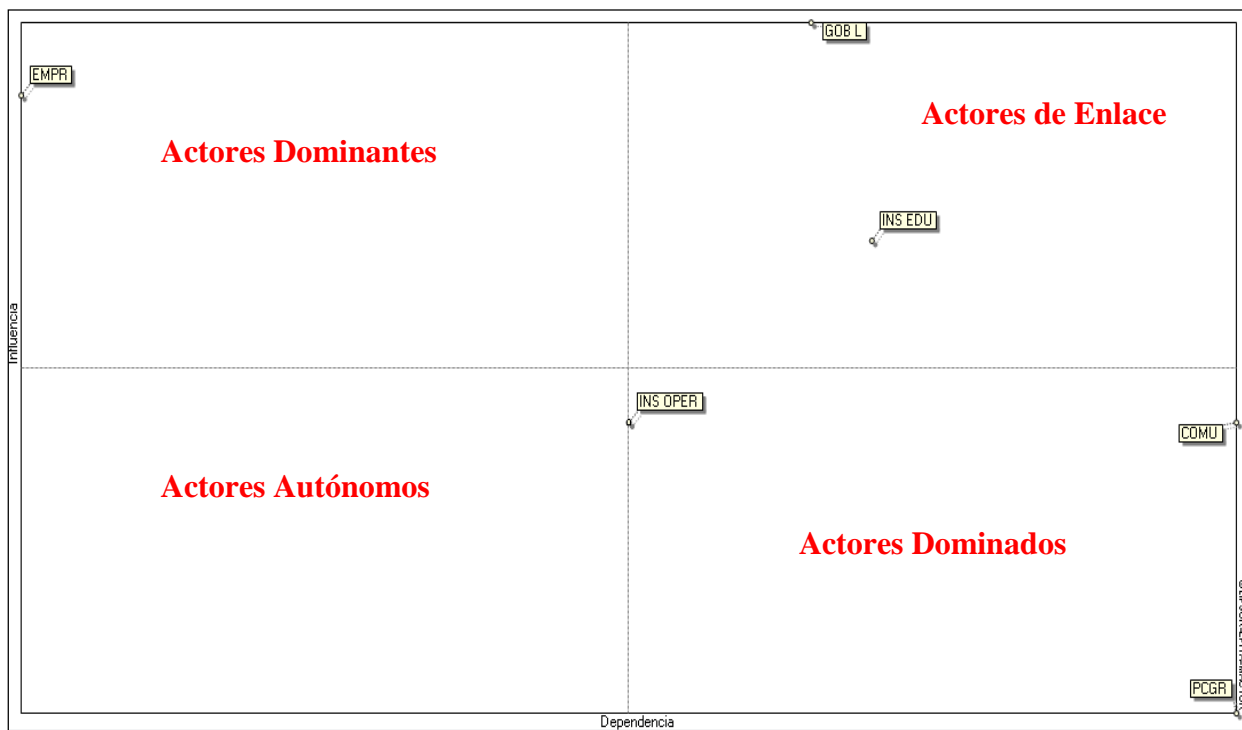 GOB L
EMPR
Actores de Enlace
Actores Dominantes
INS EDU
Influencia
INS OPER
COMU
Actores Autónomos
Actores Dominados
PCGR
Dependencia